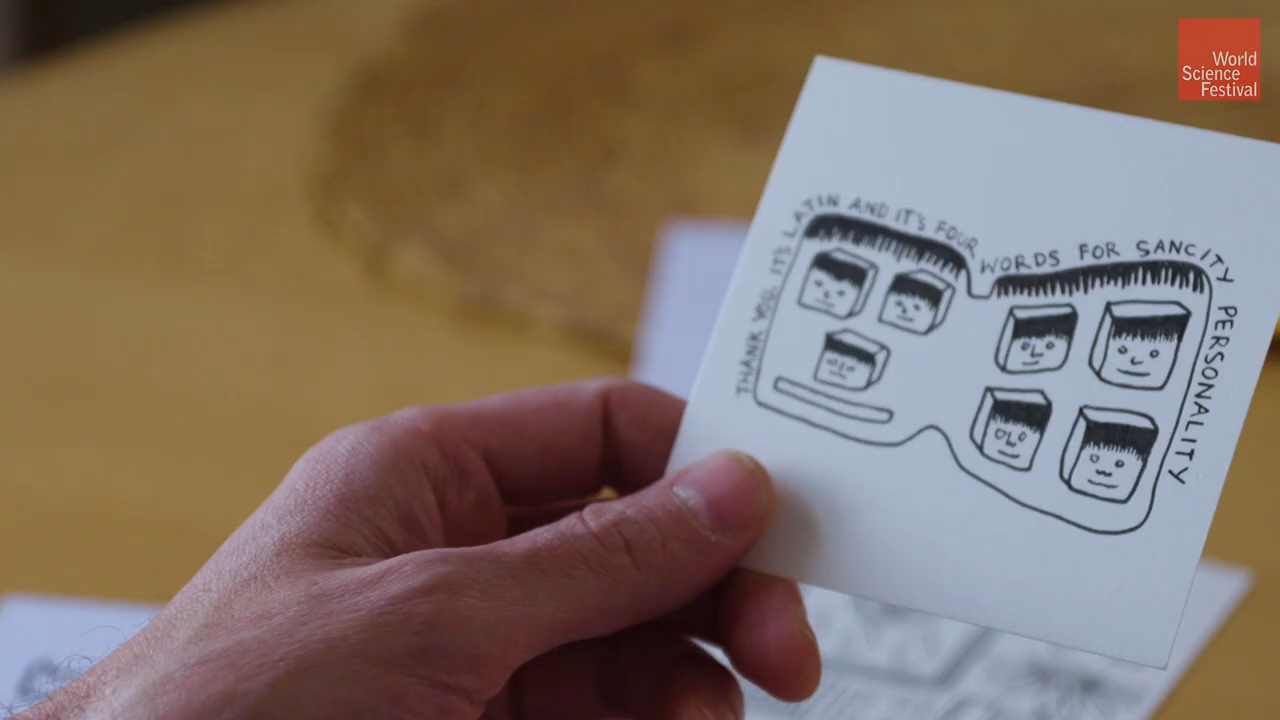 World
Science
Festival
THANK YOU. IT'S LATIN AND IT'S FOUR WORDS FOR SANCITY PERSONALITY